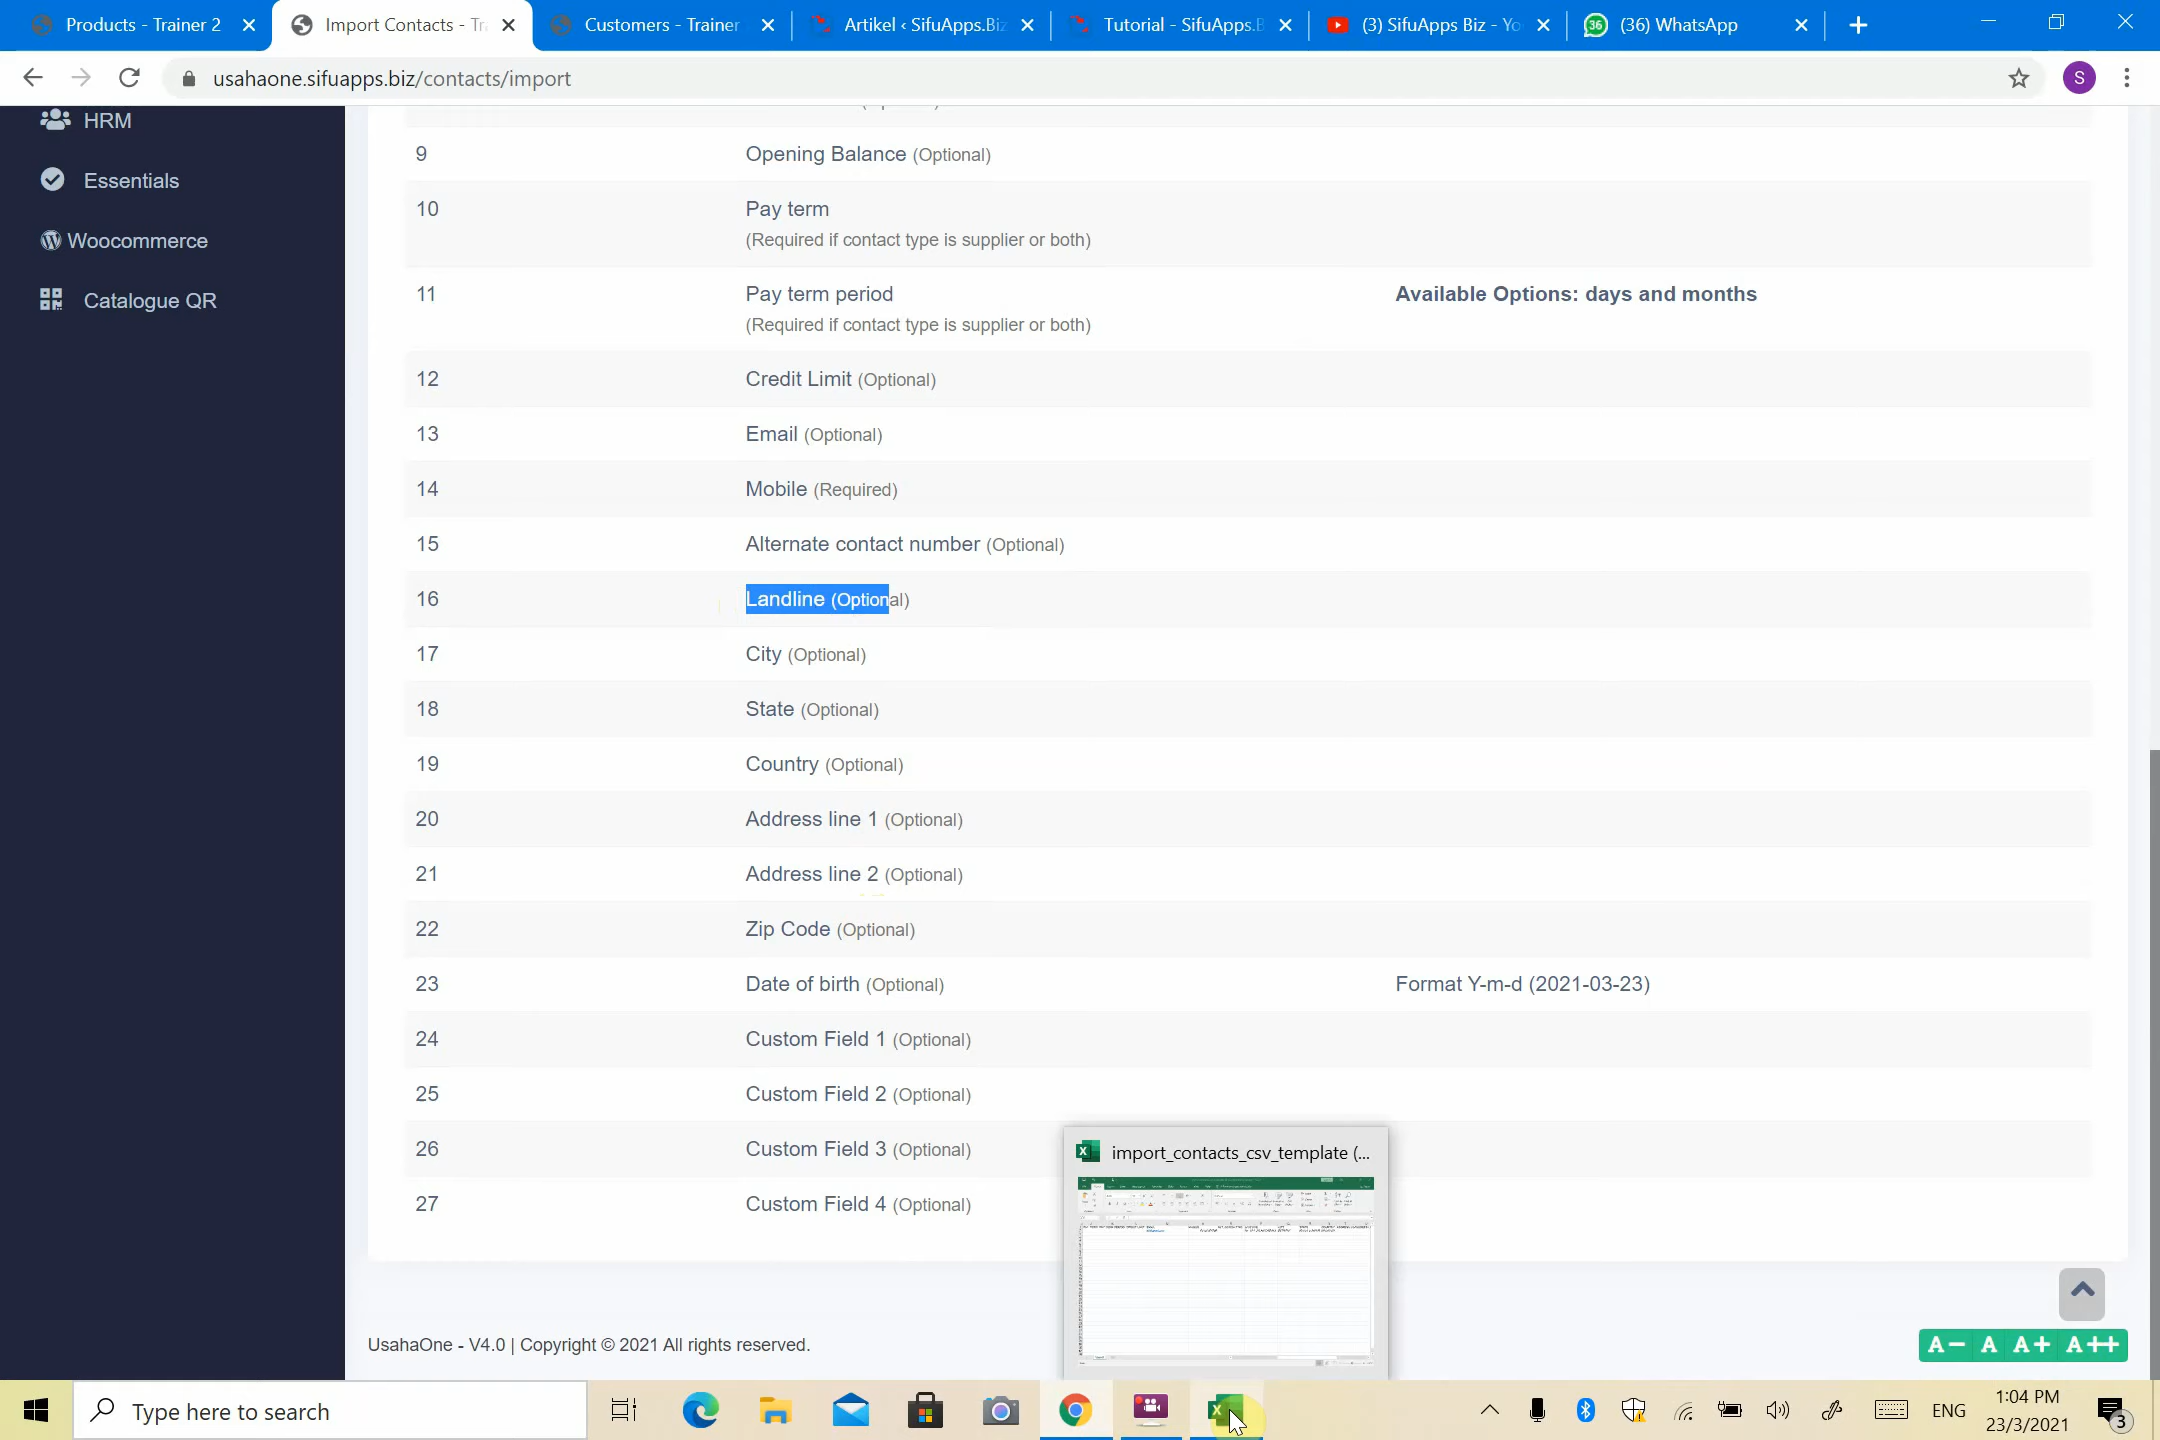 Products - Trainer 2
Import Contacts - Tr
Customers - Trainer
Artikel ‹ SifuApps.Biz
Tutorial - SifuApps.B
(3) SifuApps Biz - Yo
36
(36) WhatsApp
usahaone.sifuapps.biz/contacts/import
S
HRM
Essentials
Woocommerce
Catalogue QR
9 Opening Balance (Optional)
10 Pay term
(Required if contact type is supplier or both)
11 Pay term period Available Options: days and months
(Required if contact type is supplier or both)
12 Credit Limit (Optional)
13 Email (Optional)
14 Mobile (Required)
15 Alternate contact number (Optional)
16 Landline (Optional)
17 City (Optional)
18 State (Optional)
19 Country (Optional)
20 Address line 1 (Optional)
21 Address line 2 (Optional)
22 Zip Code (Optional)
23 Date of birth (Optional) Format Y-m-d (2021-03-23)
24 Custom Field 1 (Optional)
25 Custom Field 2 (Optional)
26 Custom Field 3 (Optional)
27 Custom Field 4 (Optional)
import_contacts_csv_template (...
UsahaOne - V4.0 | Copyright © 2021 All rights reserved.
A- A A+ A++
Type here to search
ENG
1:04 PM
23/3/2021
3